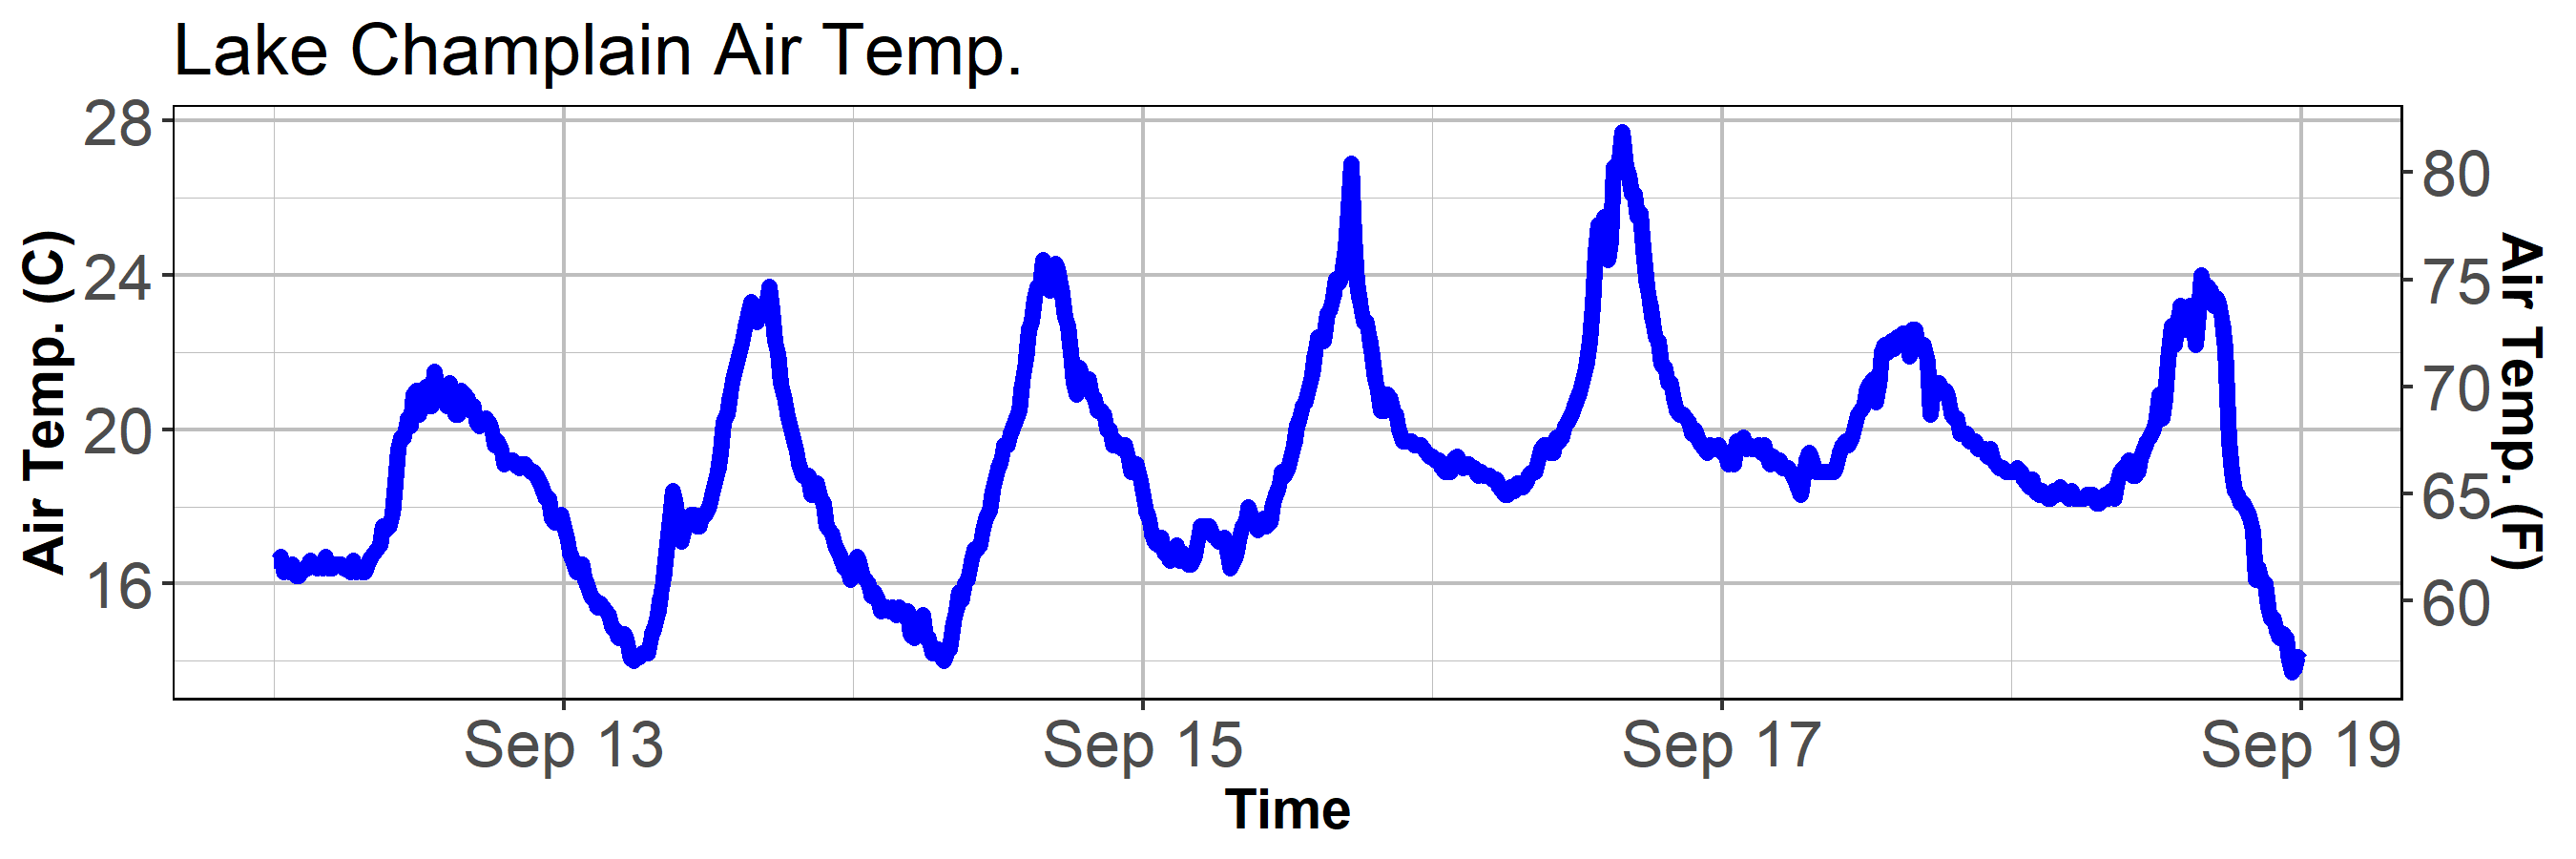 Lake Champlain Air Temp.
28
24
20
16
Air Temp. (C)
80
75
70
65
60
Air Temp. (F)
Sep 13
Sep 15
Sep 17
Sep 19
Time